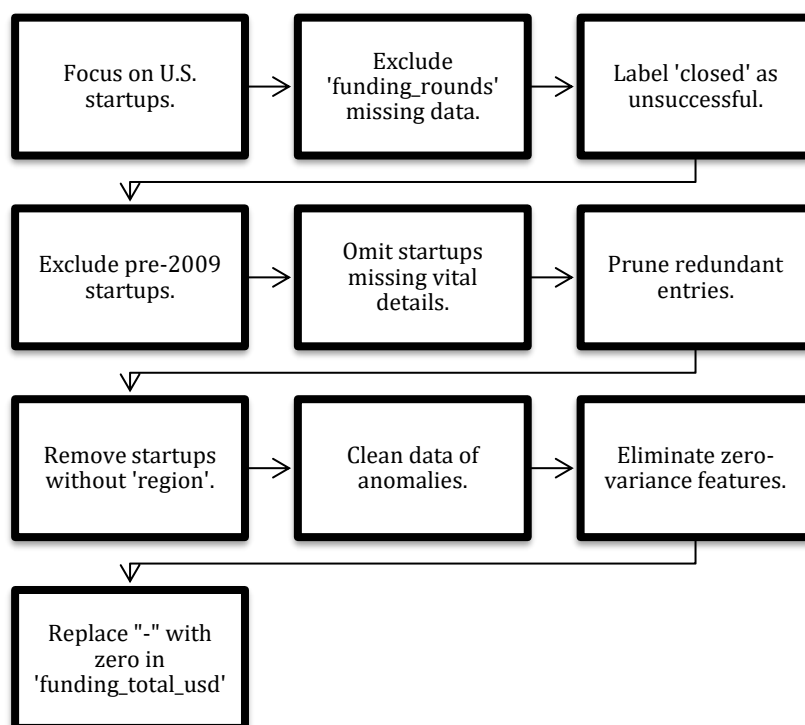 Focus on U.S.
startups.
Exclude
'funding_rounds'
missing data.
Label 'closed' as
unsuccessful.
Exclude pre-2009
startups.
Omit startups
missing vital
details.
Prune redundant
entries.
Remove startups
without 'region'.
Clean data of
anomalies.
Eliminate zero-
variance features.
Replace "-" with
zero in
'funding_total_usd'